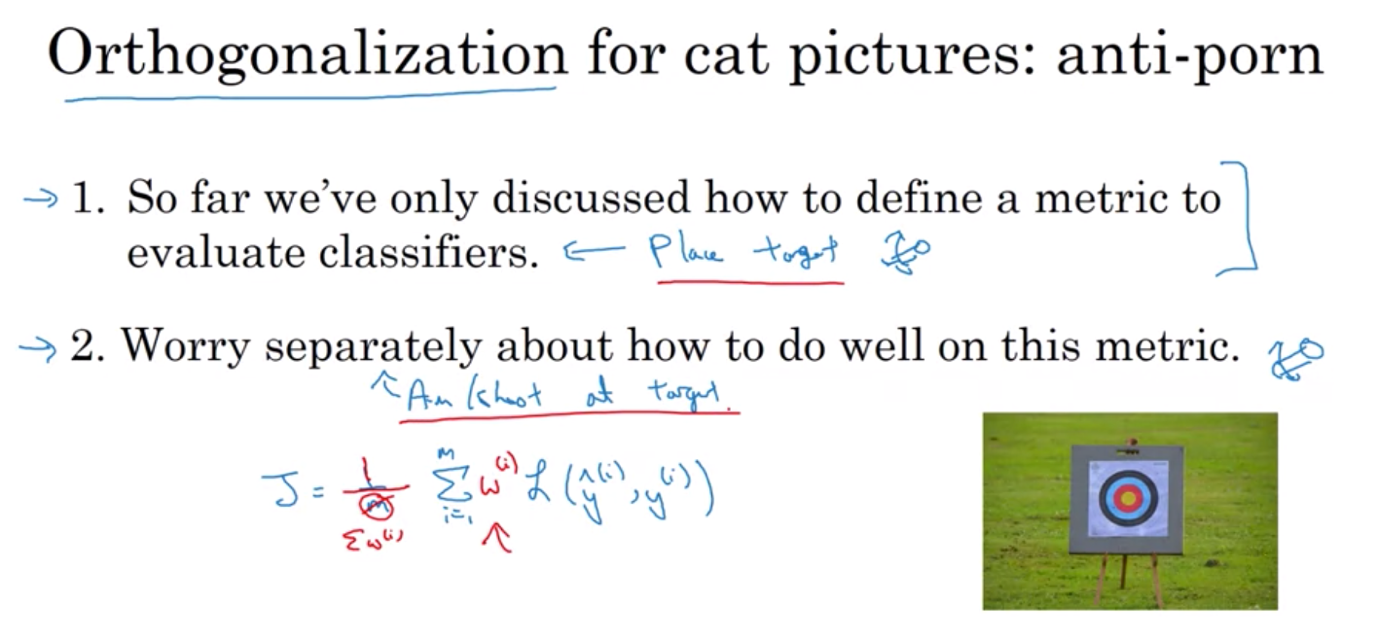 Orthogonalization for cat pictures: anti-porn
→ 1. So far we've only discussed how to define a metric to
evaluate classifiers. ← Place target
→ 2. Worry separately about how to do well on this metric.
↑ Aim/shoot at target.
J = 1/m Σ_{i=1}^{m} w^{(i)} ℒ(ŷ^{(i)}, y^{(i)})
Σw^{(i)} ↑